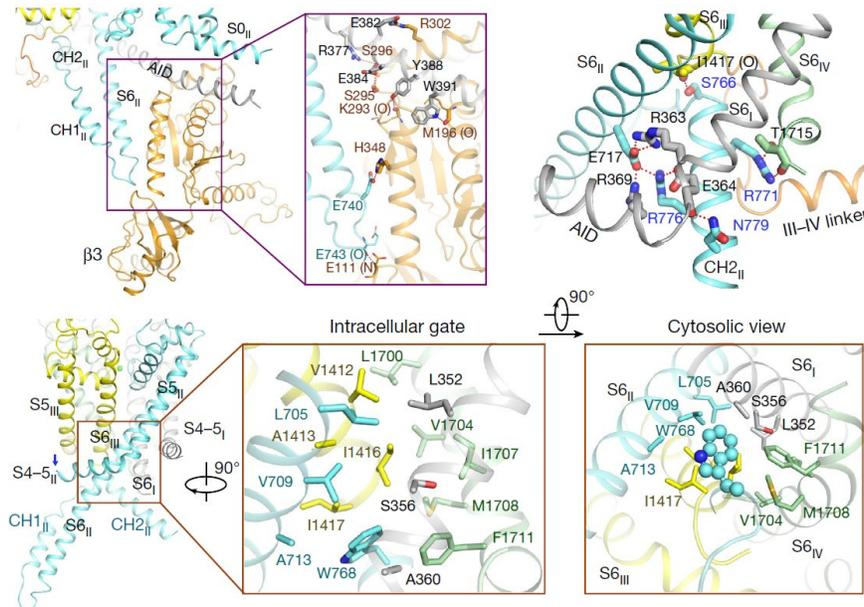 S0II
CH2II
AID
S6II
CH1II
β3
E382
R302
R377
S296
E384
Y388
S295
W391
K293 (O)
M196 (O)
H348
E740
E743 (O)
E111 (N)
S6III
I1417 (O)
S6IV
S6II
S766
S6I
R363
T1715
E717
R369
E364
R771
R776
N779
III–IV linker
AID
CH2II
90°
Intracellular gate
Cytosolic view
S5III
S5II
S4–5I
S6III
S4–5II
S6I
CH1II
S6II
CH2II
90°
L1700
V1412
L352
L705
V1704
A1413
I1416
I1707
V709
S356
M1708
I1417
A713
F1711
W768
A360
S6I
S6II
L705
A360
S356
V709
L352
W768
A713
F1711
I1417
V1704
M1708
S6IV
S6III